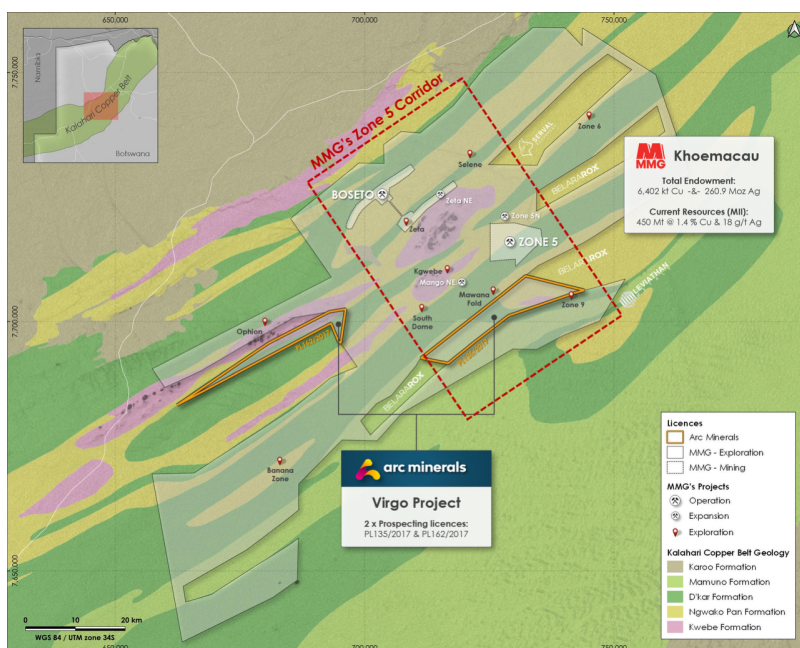 650,000
700,000
750,000
7,750,000
7,700,000
7,650,000
Namibia
Kalahari Copper Belt
Botswana
MMG's Zone 5 Corridor
Zone 6
SERVAL
Selene
BELARAROX
BOSETO
Zeta NE
Zeta
Zone 5N
ZONE 5
BELARAROX
Kgwebe
Mango NE
Mawana
Fold
Zone 9
LEVIATHAN
South
Dome
Ophion
PL162/2017
PL135/2017
BELARAROX
Banana
Zone
MMG
Khoemacau
Total Endowment:
6,402 kt Cu -&- 260.9 Moz Ag
Current Resources (MII):
450 Mt @ 1.4 % Cu & 18 g/t Ag
arc minerals
Virgo Project
2 x Prospecting licences:
PL135/2017 & PL162/2017
Licences
Arc Minerals
MMG - Exploration
MMG - Mining
MMG's Projects
Operation
Expansion
Exploration
Kalahari Copper Belt Geology
Karoo Formation
Mamuno Formation
D'kar Formation
Ngwako Pan Formation
Kwebe Formation
0 10 20 km
WGS 84 / UTM zone 34S